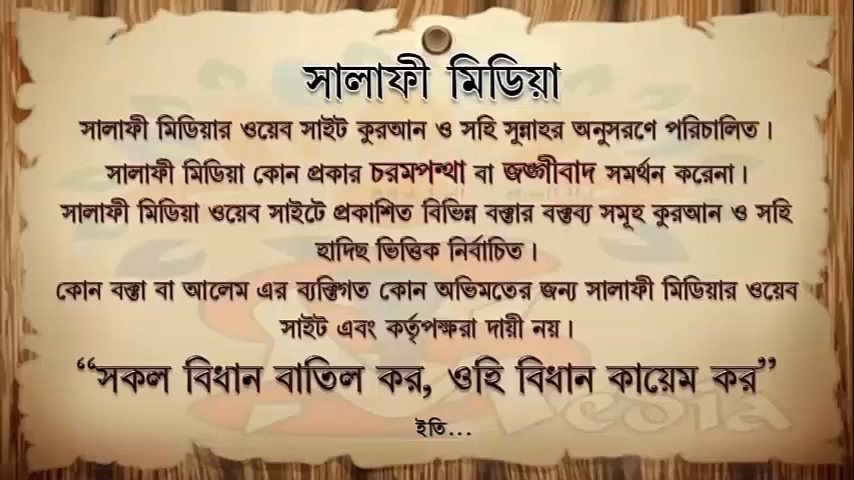 সালাফী মিডিয়া
সালাফী মিডিয়ার ওয়েব সাইট কুরআন ও সহি সুন্নাহর অনুসরণে পরিচালিত।
সালাফী মিডিয়া কোন প্রকার চরমপন্থা বা জঙ্গীবাদ সমর্থন করেনা।
সালাফী মিডিয়া ওয়েব সাইটে প্রকাশিত বিভিন্ন বক্তার বক্তব্য সমূহ কুরআন ও সহি
হাদিছ ভিত্তিক নির্বাচিত।
কোন বক্তা বা আলেম এর ব্যক্তিগত কোন অভিমতের জন্য সালাফী মিডিয়ার ওয়েব
সাইট এবং কর্তৃপক্ষরা দায়ী নয়।
“সকল বিধান বাতিল কর, ওহি বিধান কায়েম কর”
ইতি...